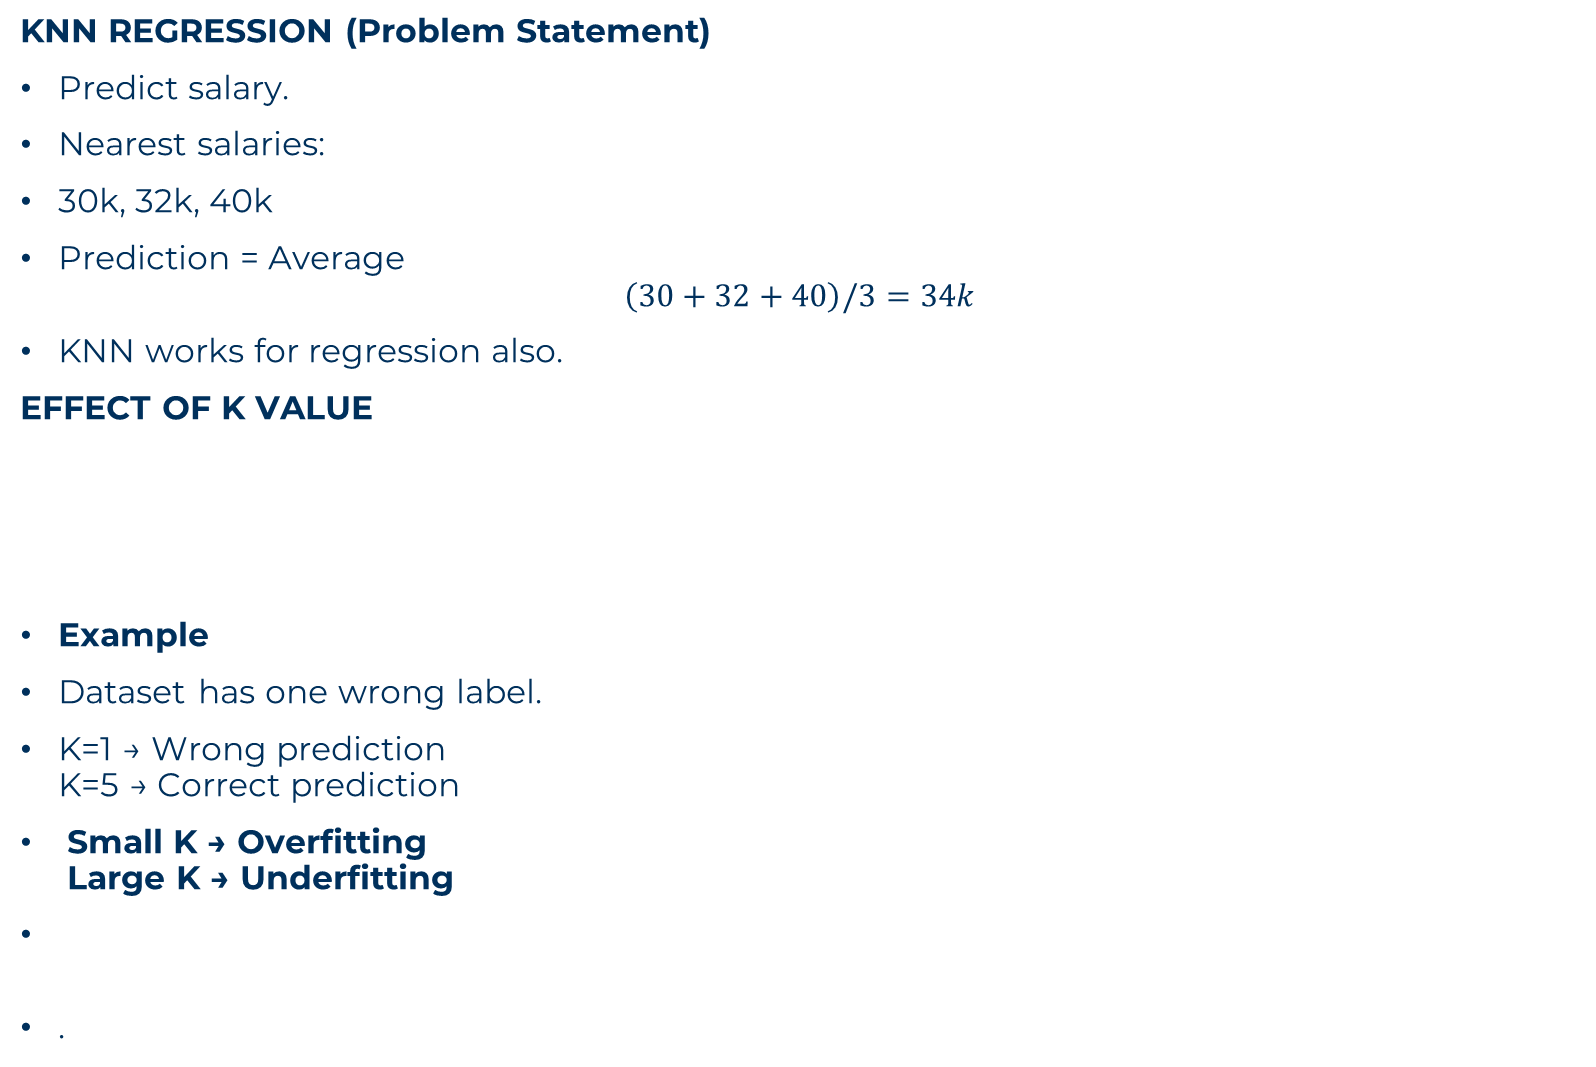 KNN REGRESSION (Problem Statement)
• Predict salary.
• Nearest salaries:
• 30k, 32k, 40k
• Prediction = Average
(30 + 32 + 40)/3 = 34k
• KNN works for regression also.
EFFECT OF K VALUE
• Example
• Dataset has one wrong label.
• K=1 → Wrong prediction
K=5 → Correct prediction
• Small K → Overfitting
Large K → Underfitting
•
• .